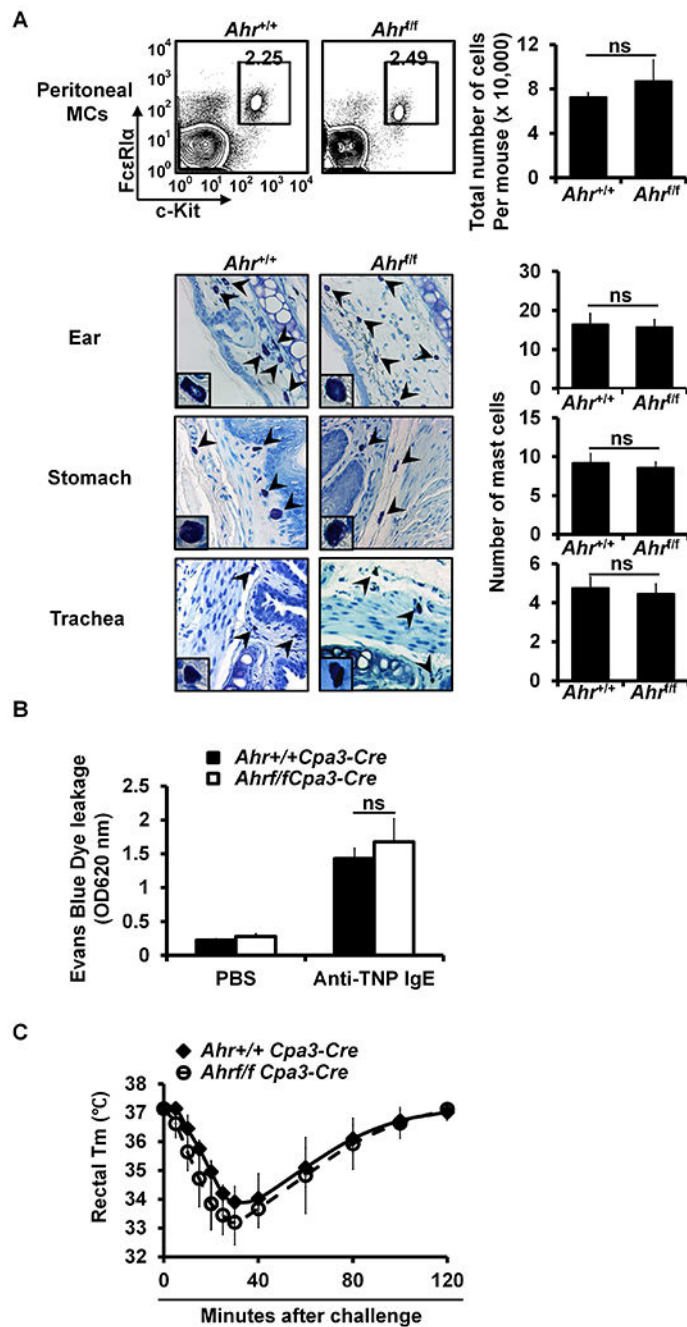 A
Ahr+/+
Ahrf/f
Peritoneal
MCs
FcεRIα
10⁴
10³
10²
10¹
10⁰
2.25
2.49
10⁰ 10¹ 10² 10³ 10⁴
c-Kit
Total number of cells
Per mouse (x 10,000)
12
8
4
0
ns
Ahr+/+
Ahrf/f
Ahr+/+
Ahrf/f
Ear
Stomach
Trachea
Number of mast cells
30
20
10
0
ns
Ahr+/+
Ahrf/f
15
10
5
0
ns
Ahr+/+
Ahrf/f
6
4
2
0
ns
Ahr+/+
Ahrf/f
B
Ahr+/+Cpa3-Cre
Ahrf/fCpa3-Cre
Evans Blue Dye leakage
(OD620 nm)
2.5
2
1.5
1
0.5
0
ns
PBS
Anti-TNP IgE
C
Ahr+/+ Cpa3-Cre
Ahrf/f Cpa3-Cre
Rectal Tm (°C)
38
37
36
35
34
33
32
0 40 80 120
Minutes after challenge